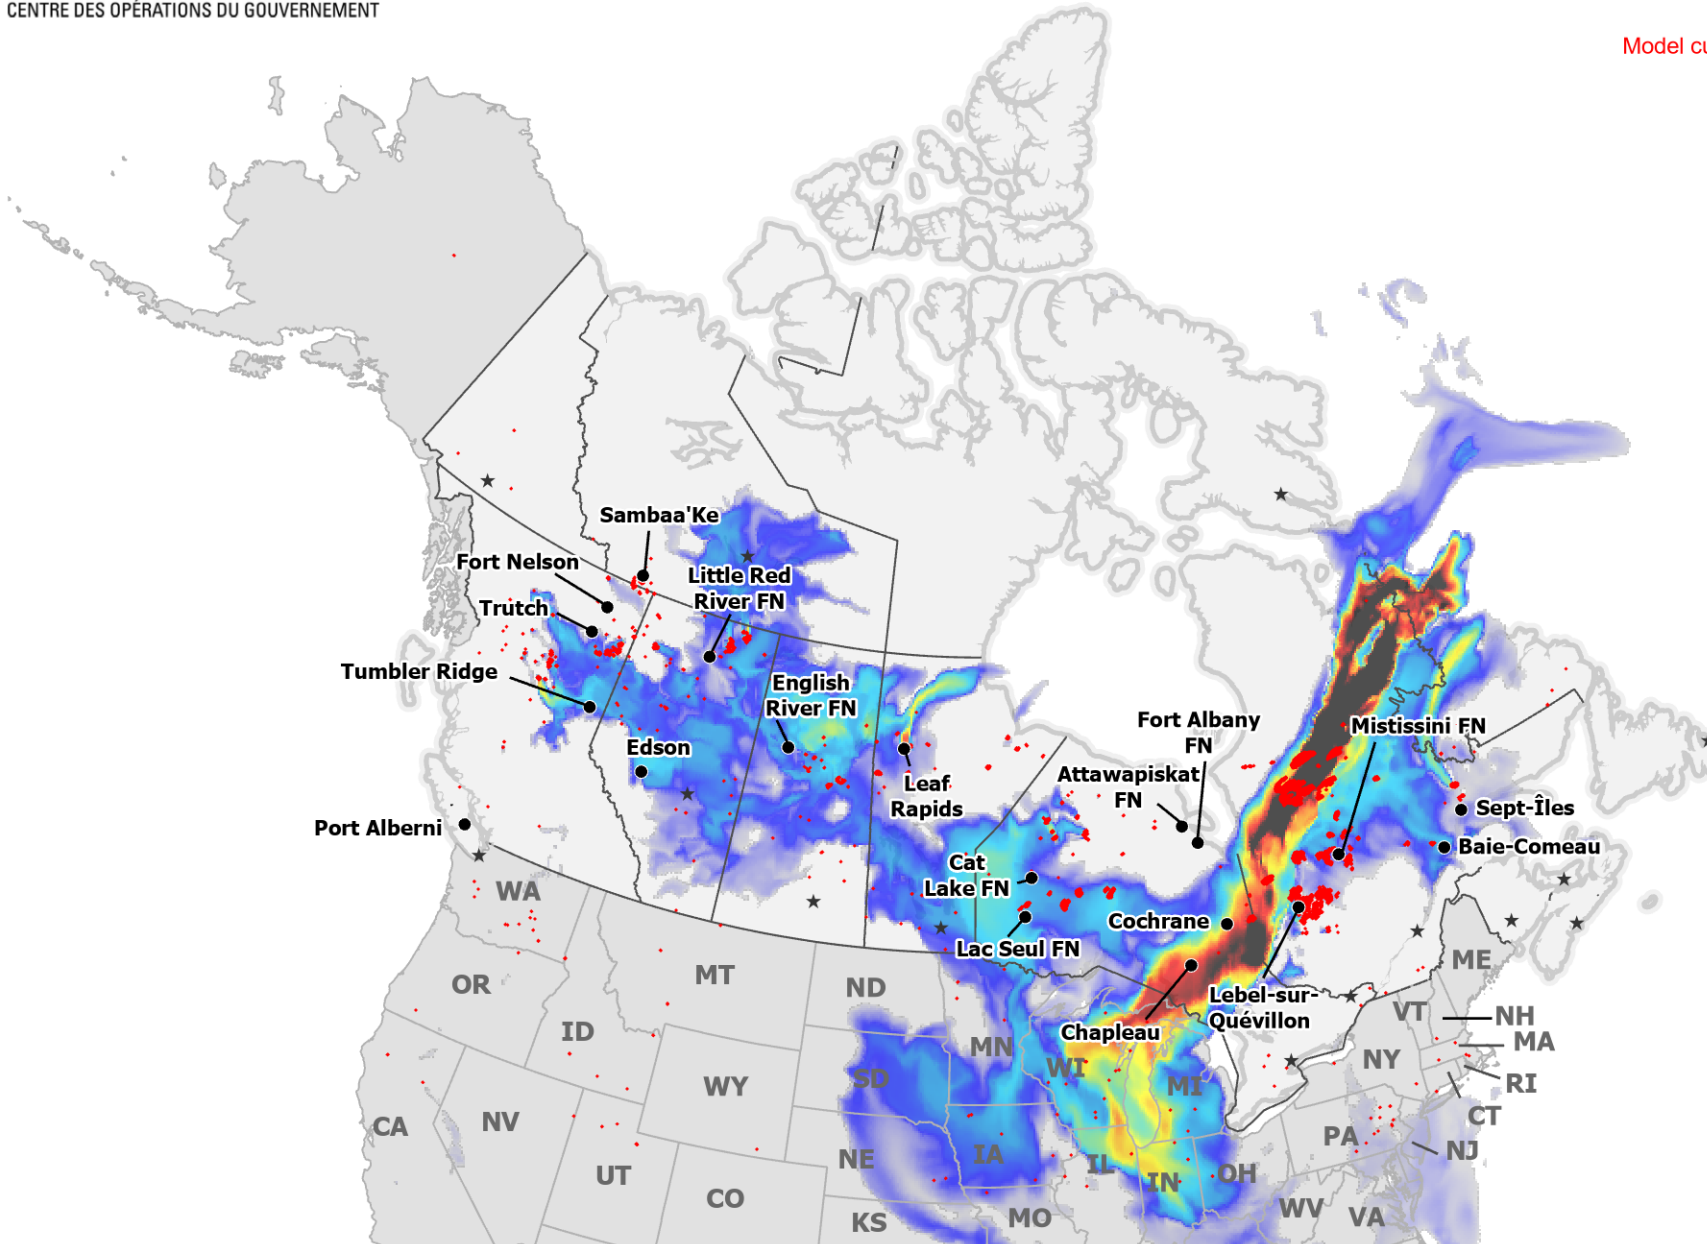 CENTRE DES OPÉRATIONS DU GOUVERNEMENT
Model cu
Sambaa'Ke
Fort Nelson
Little Red
River FN
Trutch
Tumbler Ridge
English
River FN
Edson
Leaf
Rapids
Port Alberni
Fort Albany
FN
Mistissini FN
Attawapiskat
FN
Sept-Îles
Baie-Comeau
Cat
Lake FN
Cochrane
Lac Seul FN
Lebel-sur-
Quévillon
Chapleau
WA
OR
MT
ND
ID
MN
WI
MI
SD
WY
ME
VT
NH
MA
NY
RI
CT
CA
NV
NE
IA
IL
IN
OH
PA
NJ
UT
CO
KS
MO
WV
VA